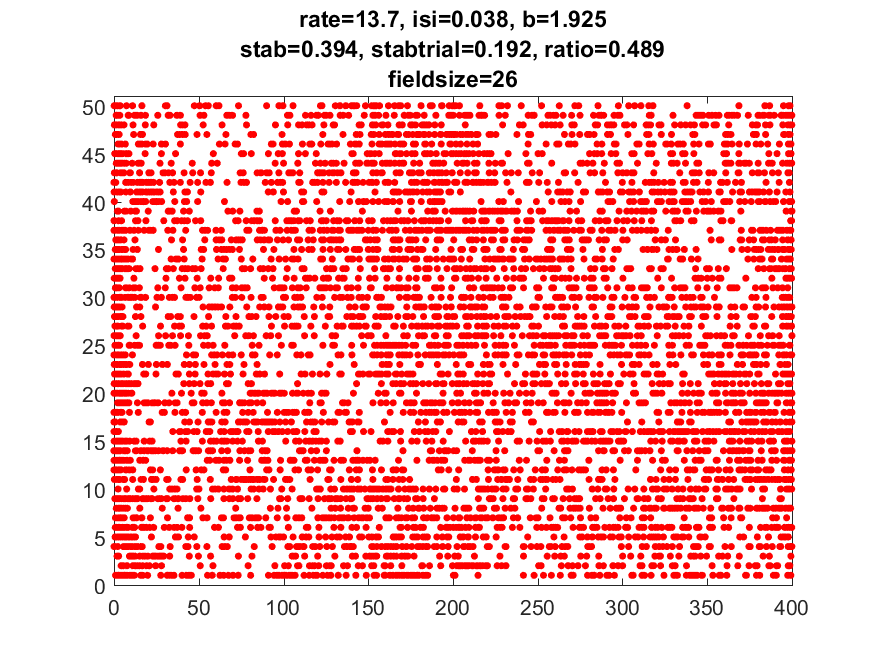 rate=13.7, isi=0.038, b=1.925
stab=0.394, stabtrial=0.192, ratio=0.489
fieldsize=26
50
45
40
35
30
25
20
15
10
5
0
0 50 100 150 200 250 300 350 400